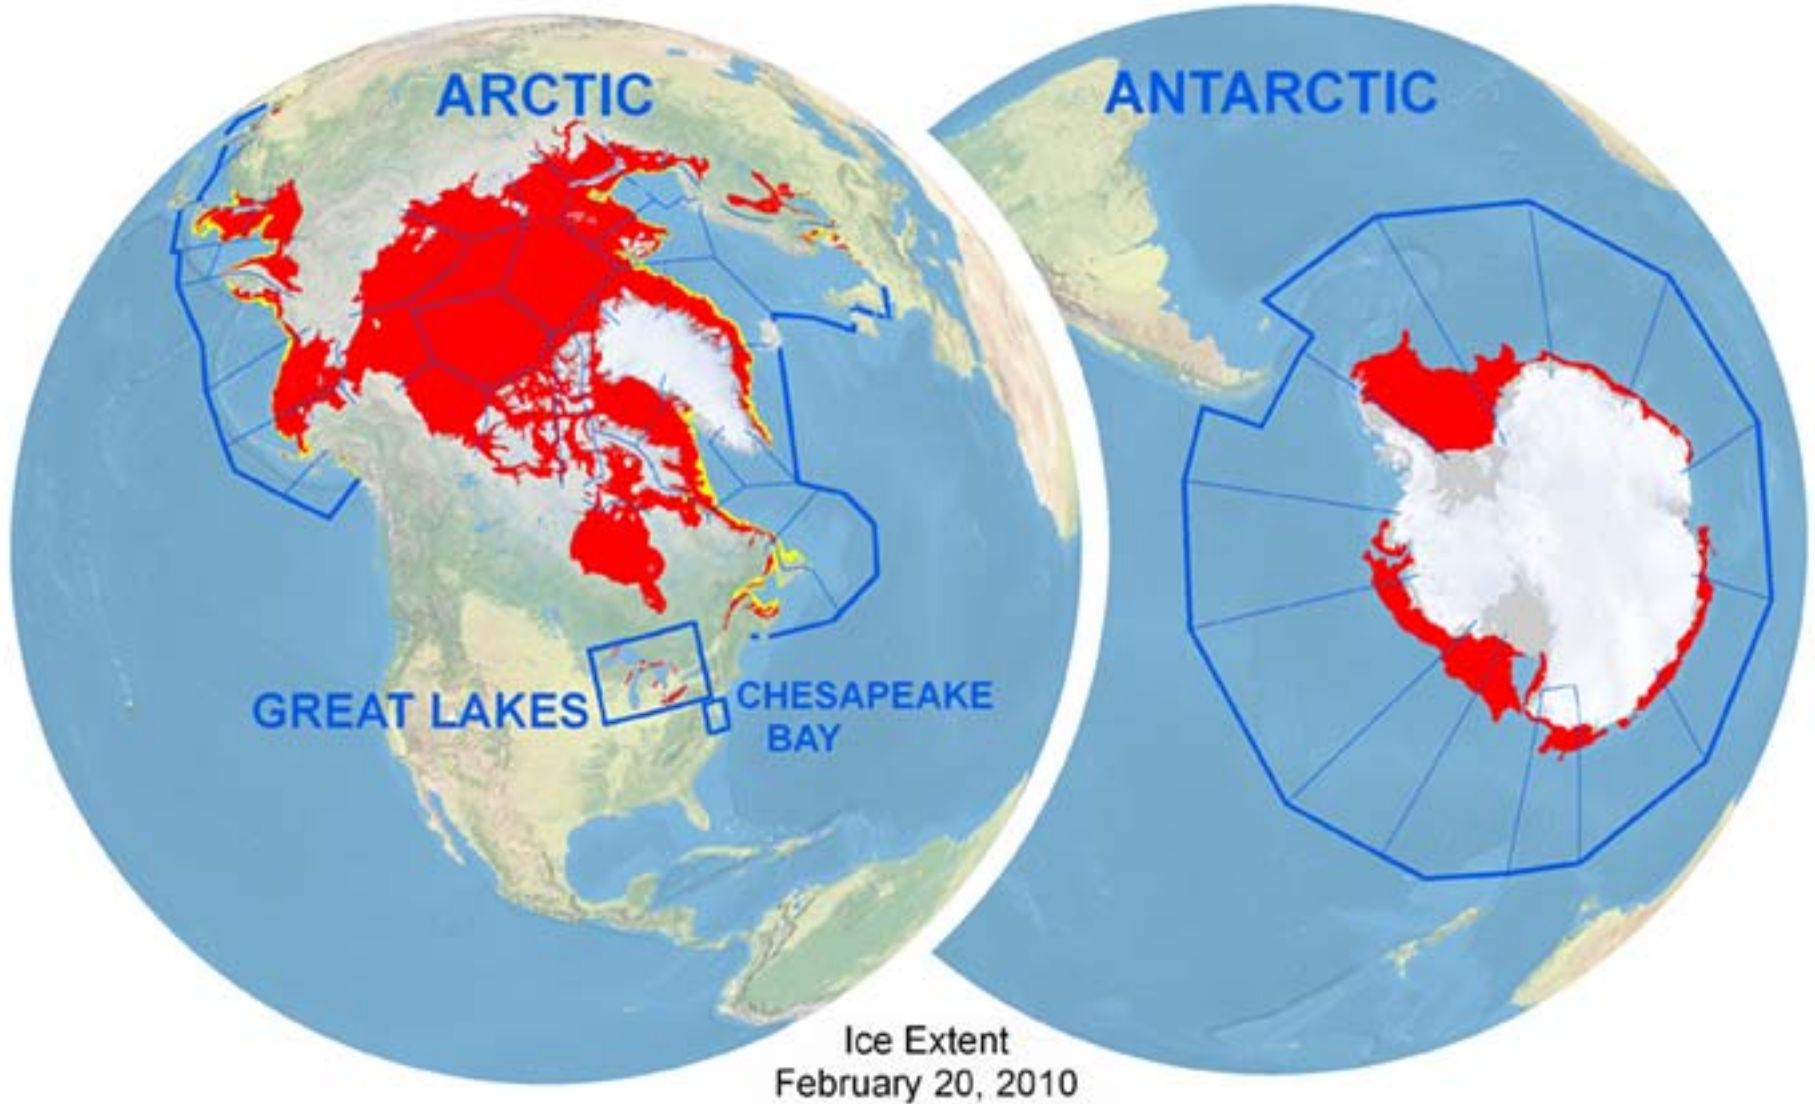 ARCTIC
ANTARCTIC
GREAT LAKES
CHESAPEAKE
BAY
Ice Extent
February 20, 2010